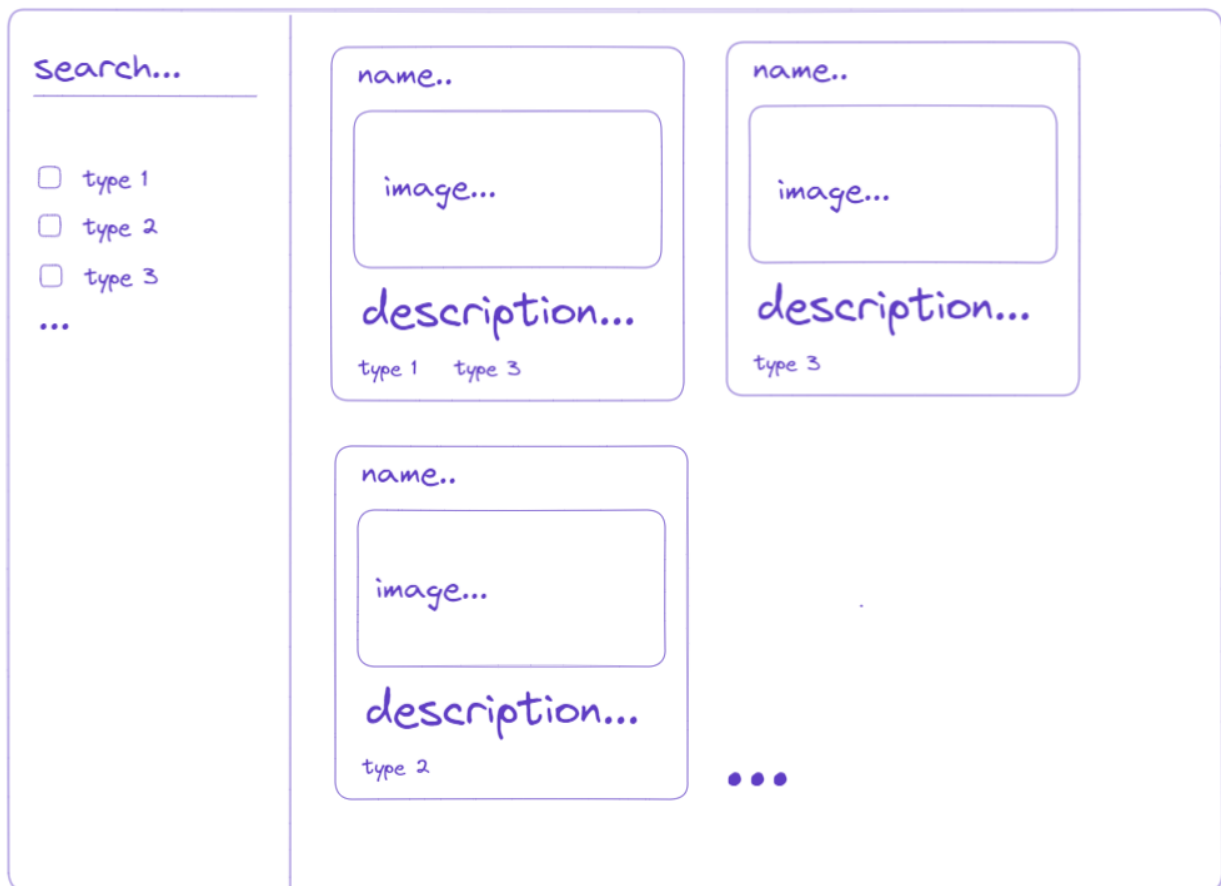 search...
type 1
type 2
type 3
...
name..
image...
description...
type 1 type 3
name..
image...
description...
type 3
name..
image...
description...
type 2
...